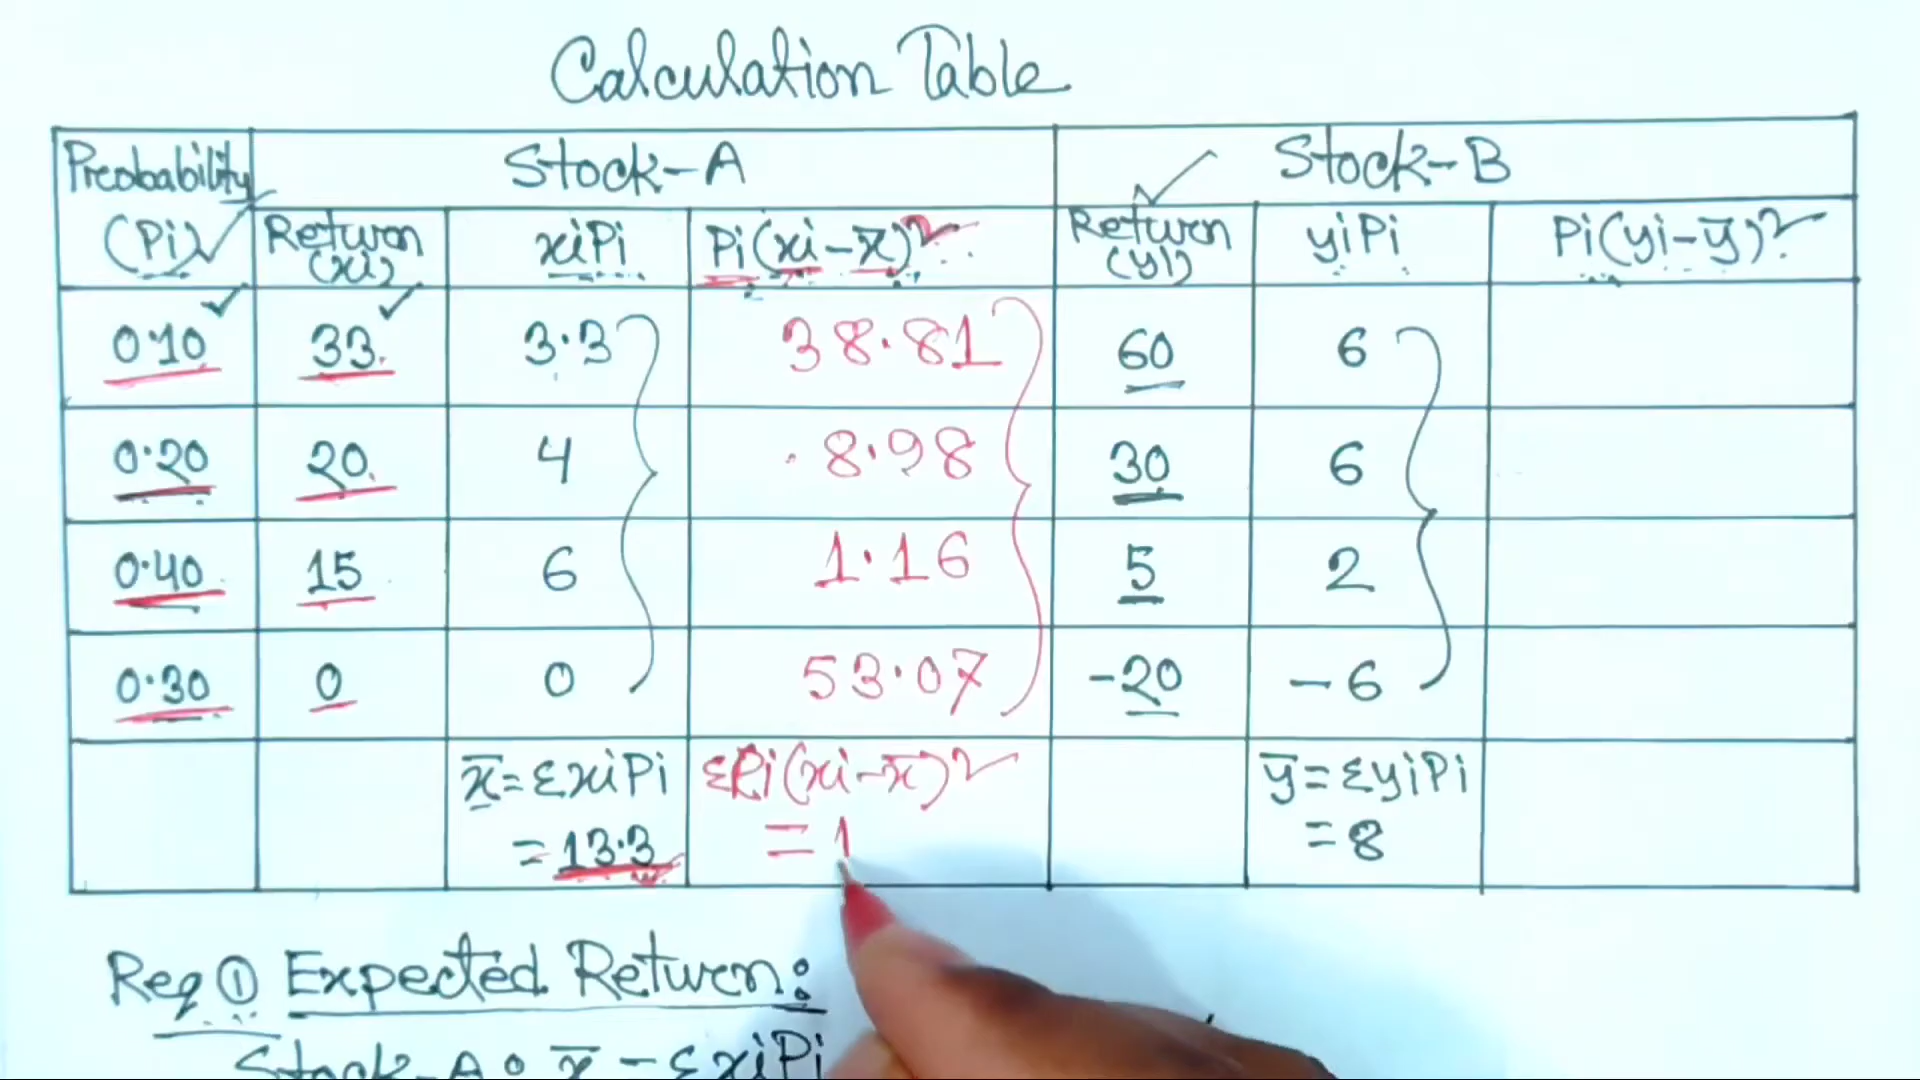 Calculation Table
Probability (Pi) Stock-A Stock-B
Return (xi) xiPi Pi(xi-x̅)² Return (yi) yiPi Pi(yi-y̅)²
0.10 33 3.3 38.81 60 6
0.20 20 4 8.98 30 6
0.40 15 6 1.16 5 2
0.30 0 0 53.07 -20 -6
x̅=ΣxiPi ΣPi(xi-x̅)² y̅=ΣyiPi
=13.3 =1 =8
Req ① Expected Return:
Stock-A: x̅=ΣxiPi